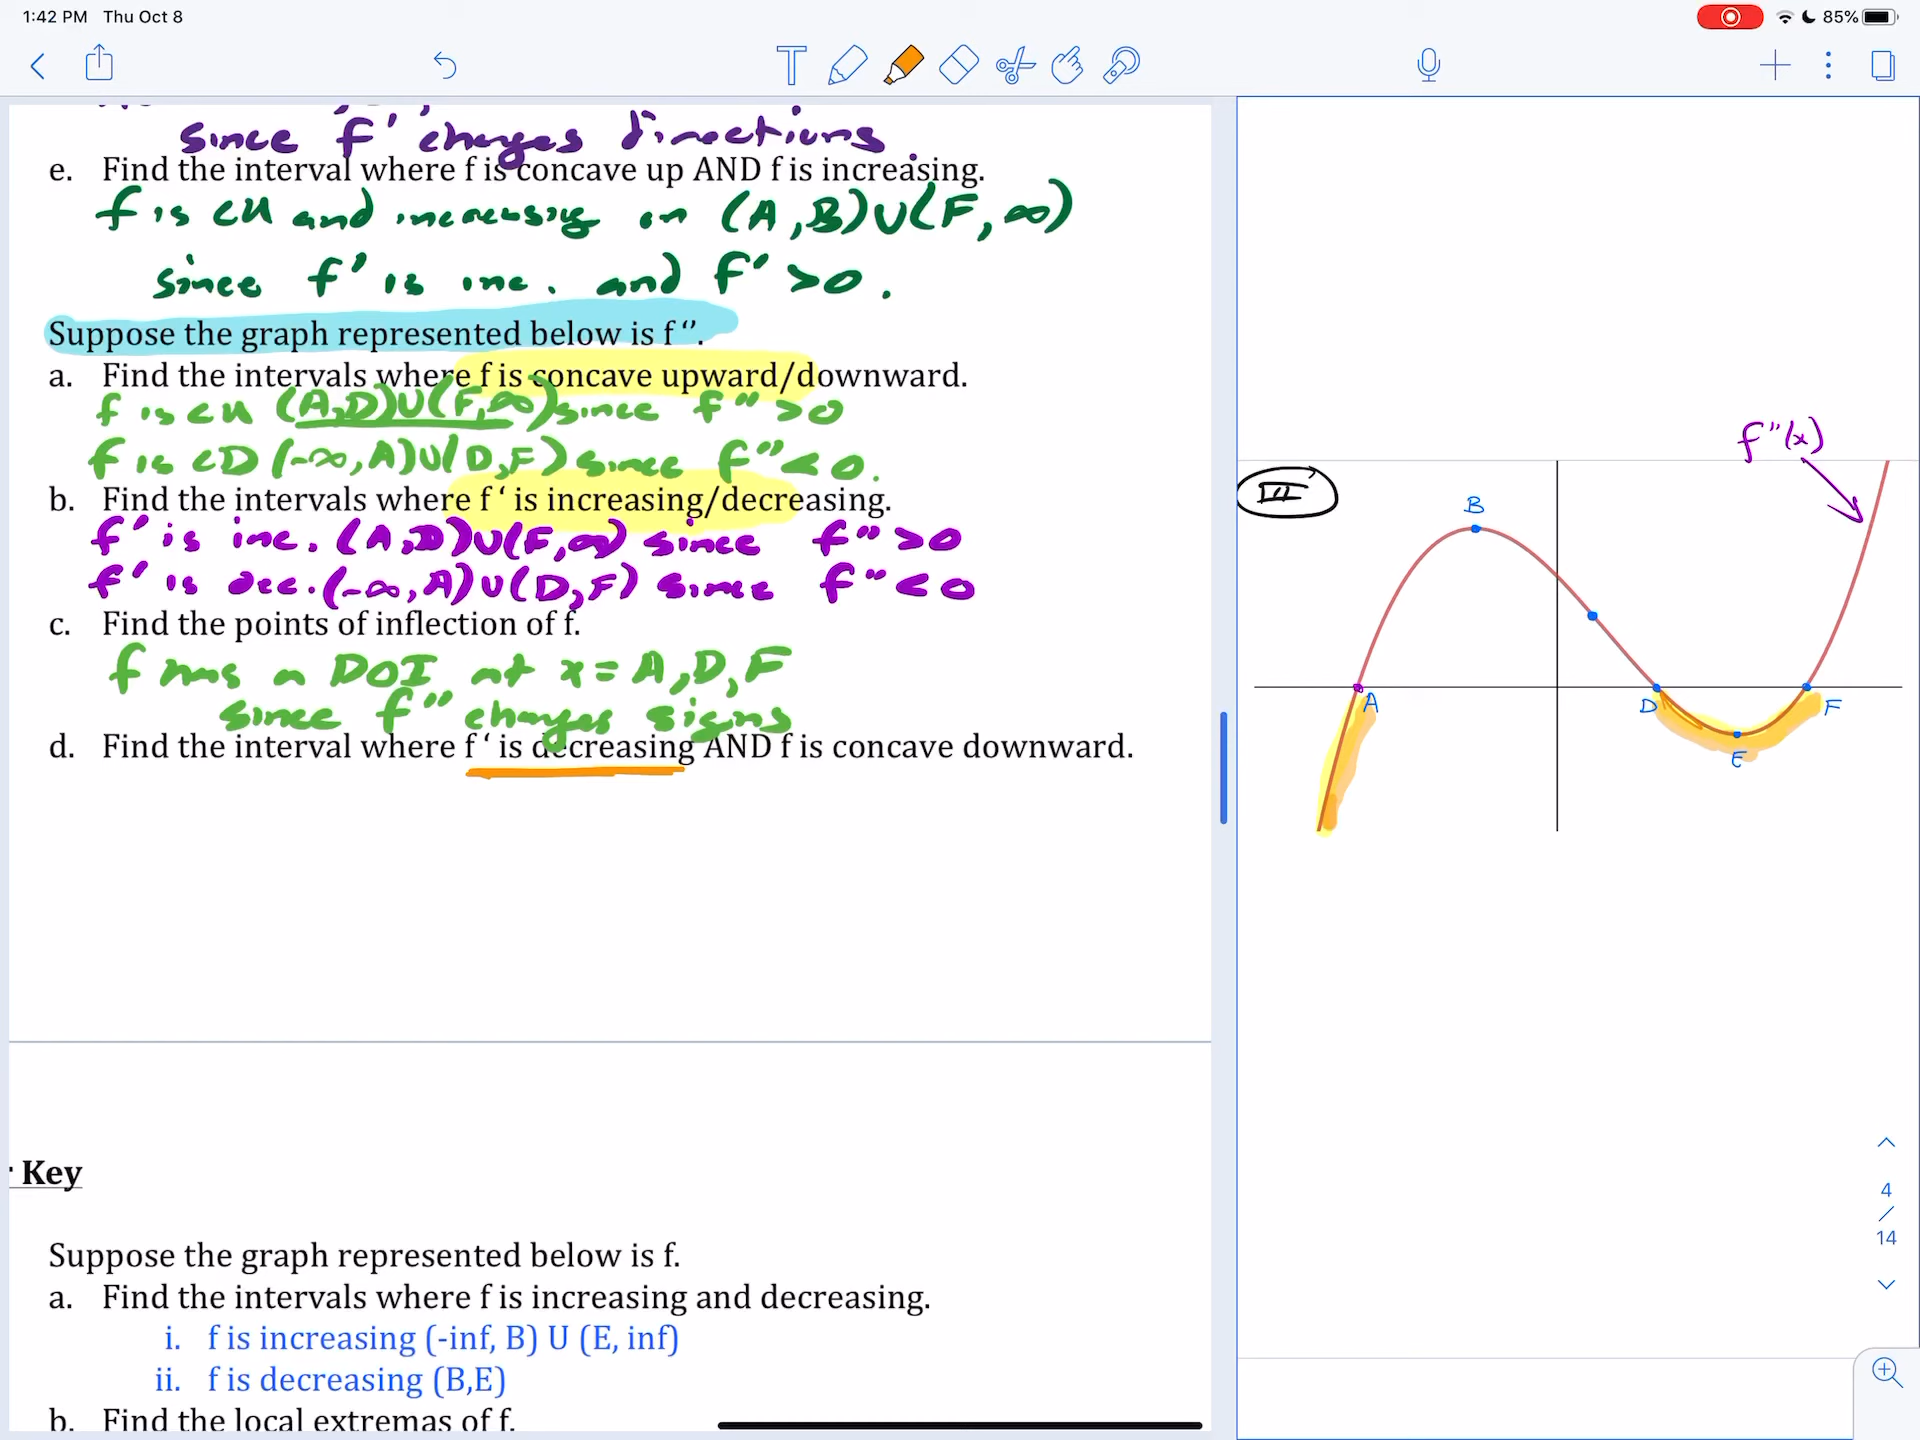 1:42 PM Thu Oct 8
85%
since f' changes directions.
e. Find the interval where f is concave up AND f is increasing.
f is CU and increasing on (A,B)U(F,∞)
since f' is inc. and f' >0.
Suppose the graph represented below is f ‘’.
a. Find the intervals where f is concave upward/downward.
f is CU (A,D)U(F,∞) since f" >0
f is CD (-∞,A)U(D,F) since f" <0.
b. Find the intervals where f ‘ is increasing/decreasing.
f' is inc. (A,D)U(F,∞) since f" >0
f' is dec. (-∞,A)U(D,F) since f" <0
c. Find the points of inflection of f.
f has a POI at x=A,D,F
since f" changes signs
d. Find the interval where f ‘ is decreasing AND f is concave downward.
Key
Suppose the graph represented below is f.
a. Find the intervals where f is increasing and decreasing.
i. f is increasing (-inf, B) U (E, inf)
ii. f is decreasing (B,E)
b. Find the local extremas of f.
f"(x)
III
B
A
D
F
E
4
/
14